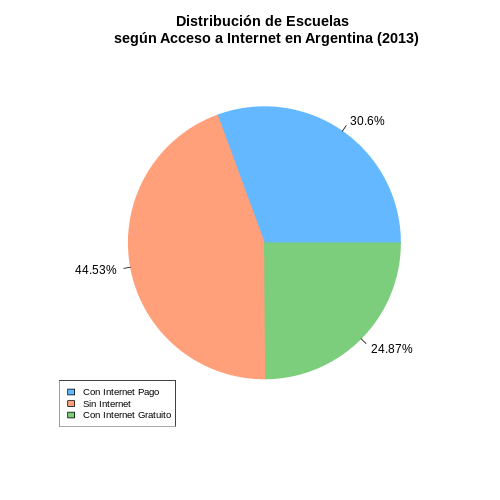 Distribución de Escuelas
según Acceso a Internet en Argentina (2013)
30.6%
44.53%
24.87%
Con Internet Pago
Sin Internet
Con Internet Gratuito